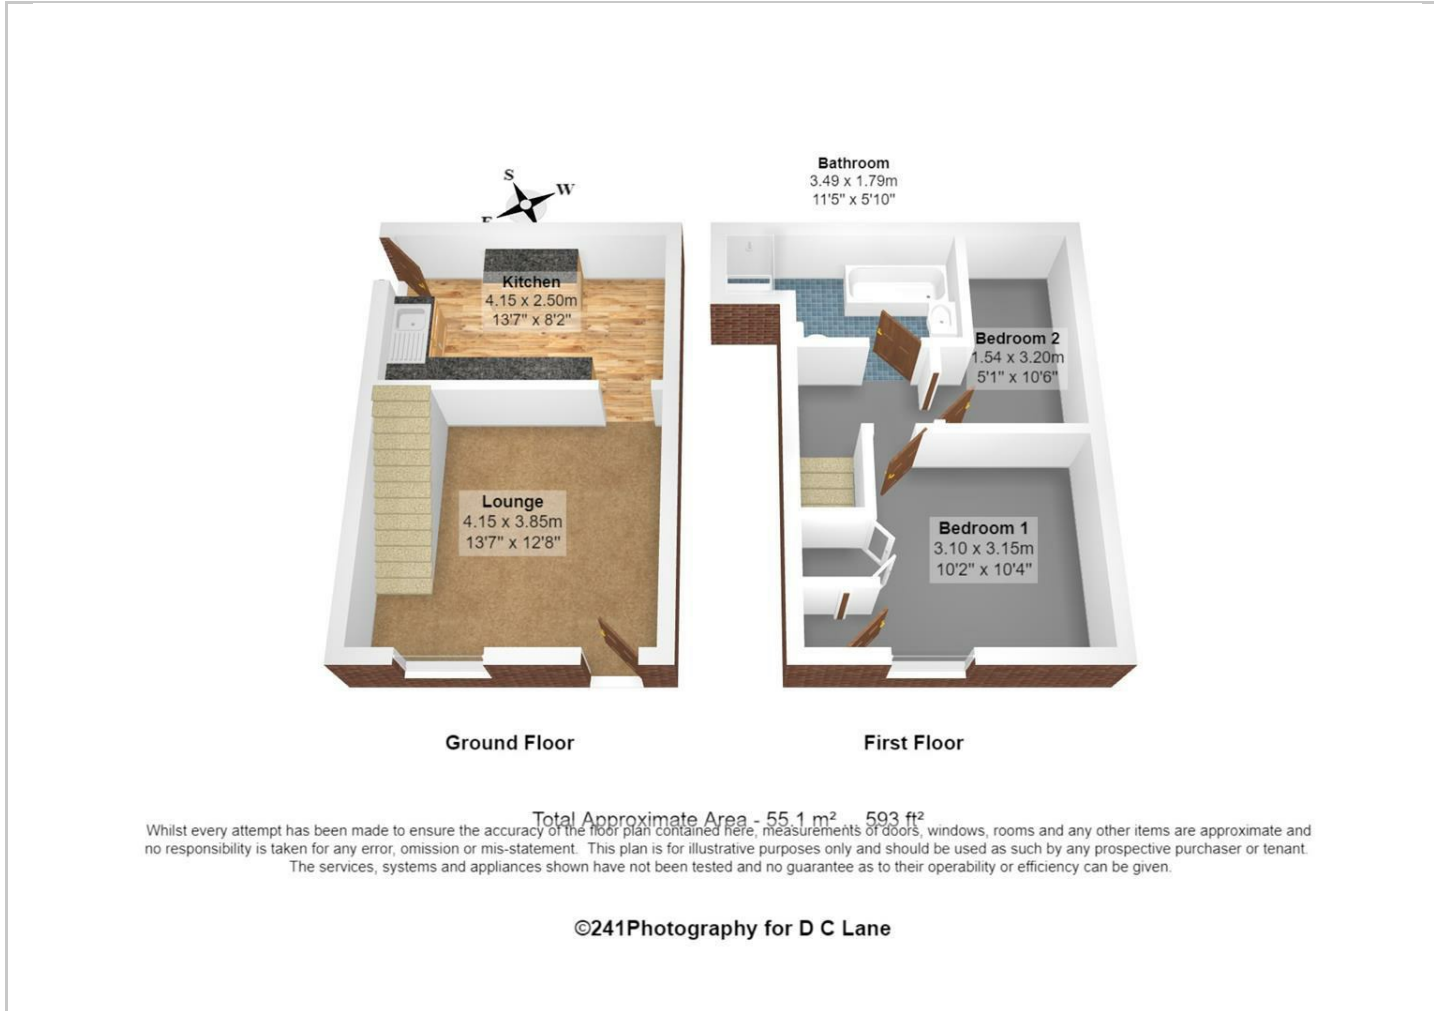 Bathroom
3.49 x 1.79m
11'5" x 5'10"
S
W
E
Kitchen
4.15 x 2.50m
13'7" x 8'2"
Bedroom 2
1.54 x 3.20m
5'1" x 10'6"
Lounge
4.15 x 3.85m
13'7" x 12'8"
Bedroom 1
3.10 x 3.15m
10'2" x 10'4"
Ground Floor
First Floor
Total Approximate Area - 55.1 m² ... 593 ft²
Whilst every attempt has been made to ensure the accuracy of the floor plan contained here, measurements of doors, windows, rooms and any other items are approximate and
no responsibility is taken for any error, omission or mis-statement. This plan is for illustrative purposes only and should be used as such by any prospective purchaser or tenant.
The services, systems and appliances shown have not been tested and no guarantee as to their operability or efficiency can be given.
©241Photography for D C Lane